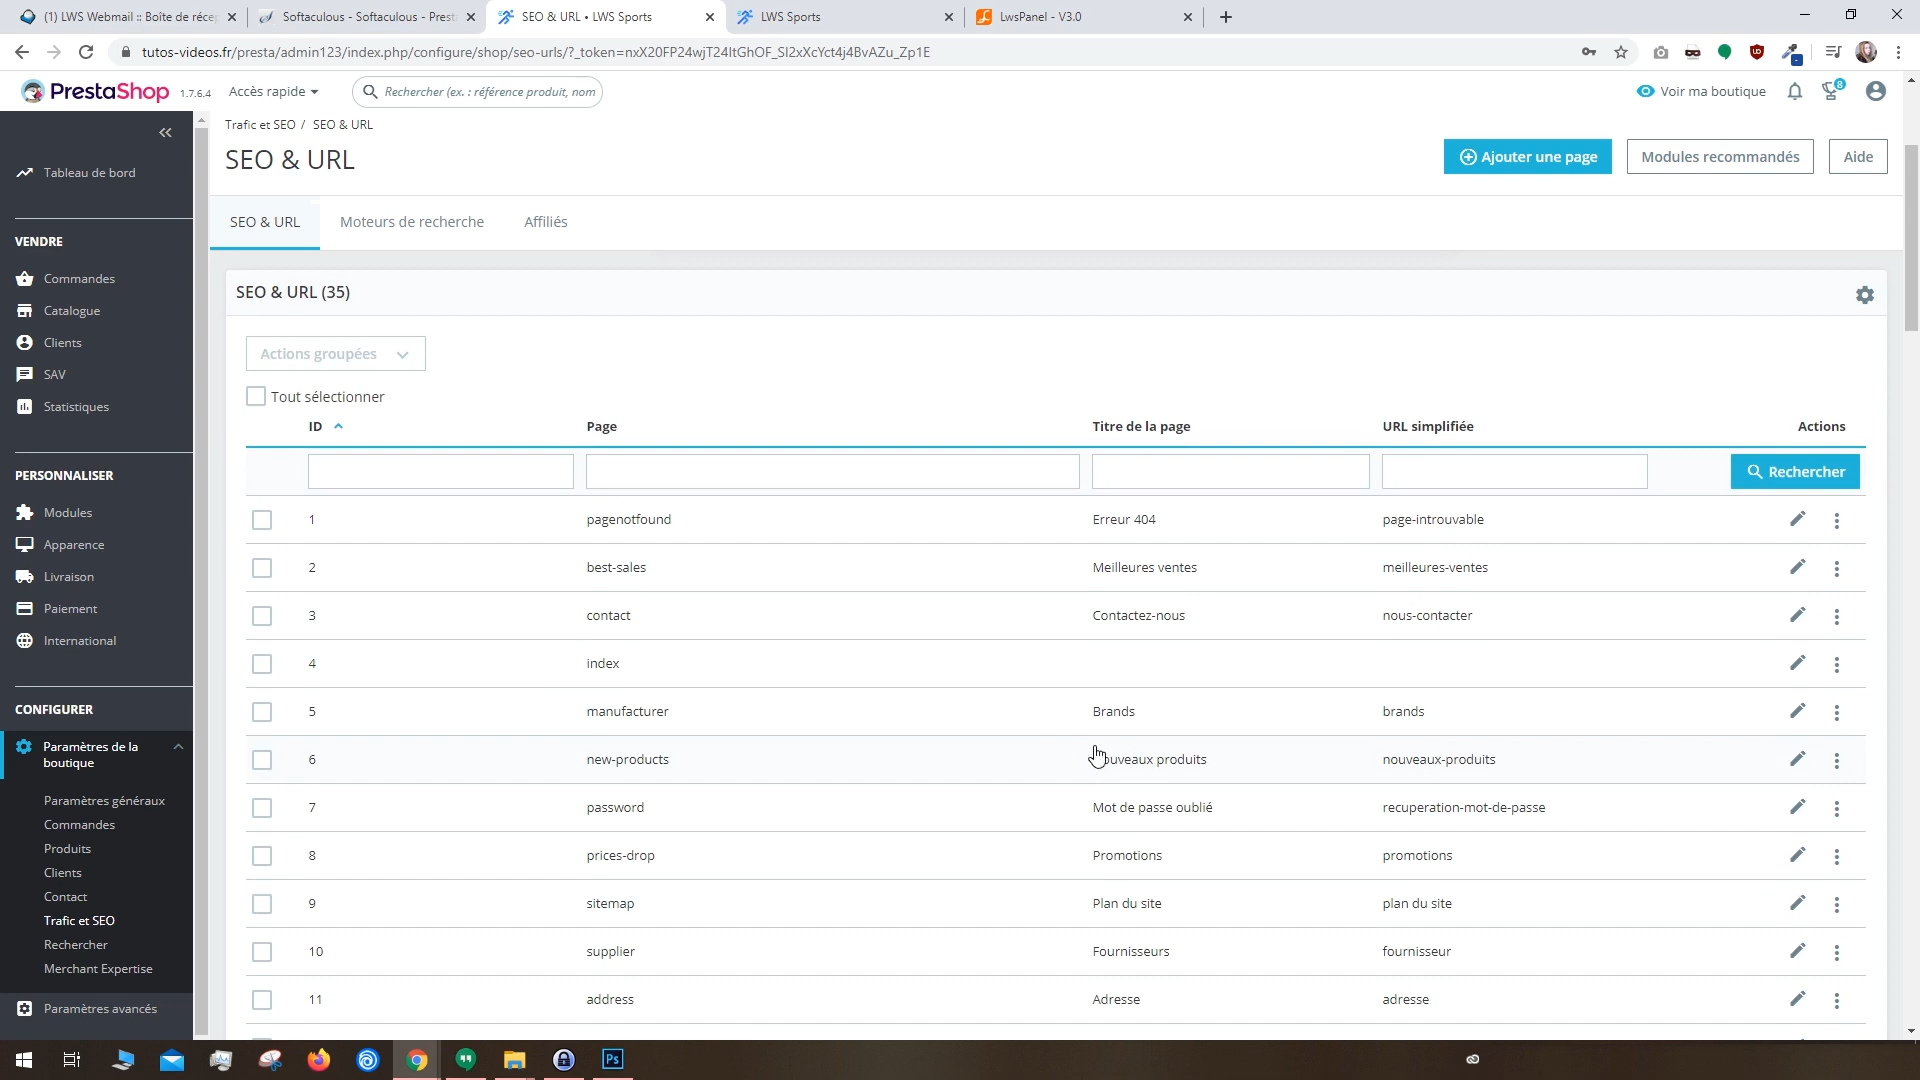 (1) LWS Webmail :: Boîte de récep
Softaculous - Softaculous - Presta
SEO & URL • LWS Sports
LWS Sports
LwsPanel - V3.0
tutos-videos.fr/presta/admin123/index.php/configure/shop/seo-urls/?_token=nxX20FP24wjT24ltGhOF_SI2xXcYct4j4BvAZu_Zp1E
PrestaShop 1.7.6.4
Accès rapide
Rechercher (ex. : référence produit, nom
Voir ma boutique
8
Trafic et SEO / SEO & URL
SEO & URL
Ajouter une page
Modules recommandés
Aide
Tableau de bord
VENDRE
Commandes
Catalogue
Clients
SAV
Statistiques
PERSONNALISER
Modules
Apparence
Livraison
Paiement
International
CONFIGURER
Paramètres de la
boutique
Paramètres généraux
Commandes
Produits
Clients
Contact
Trafic et SEO
Rechercher
Merchant Expertise
Paramètres avancés
SEO & URL
Moteurs de recherche
Affiliés
SEO & URL (35)
Actions groupées
Tout sélectionner
ID Page Titre de la page URL simplifiée Actions
Rechercher
1 pagenotfound Erreur 404 page-introuvable
2 best-sales Meilleures ventes meilleures-ventes
3 contact Contactez-nous nous-contacter
4 index
5 manufacturer Brands brands
6 new-products ouveaux produits nouveaux-produits
7 password Mot de passe oublié recuperation-mot-de-passe
8 prices-drop Promotions promotions
9 sitemap Plan du site plan du site
10 supplier Fournisseurs fournisseur
11 address Adresse adresse
Ps